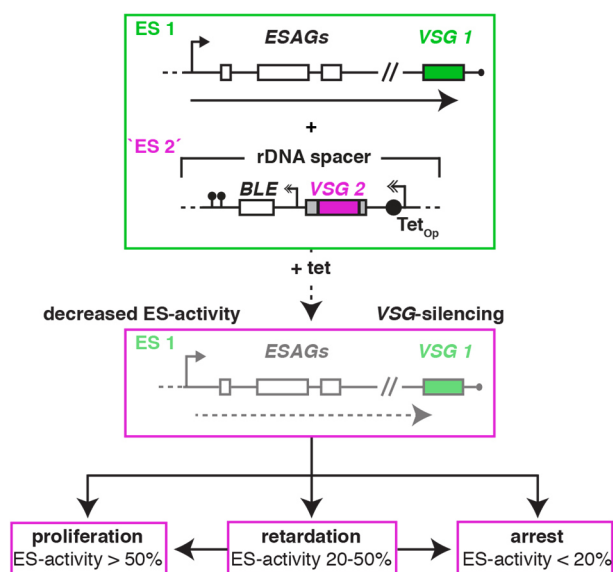 ES 1
ESAGs
VSG 1
//
+
`ES 2´
rDNA spacer
BLE
VSG 2
TetOp
+ tet
decreased ES-activity
VSG-silencing
ES 1
ESAGs
VSG 1
//
proliferation
ES-activity > 50%
retardation
ES-activity 20-50%
arrest
ES-activity < 20%